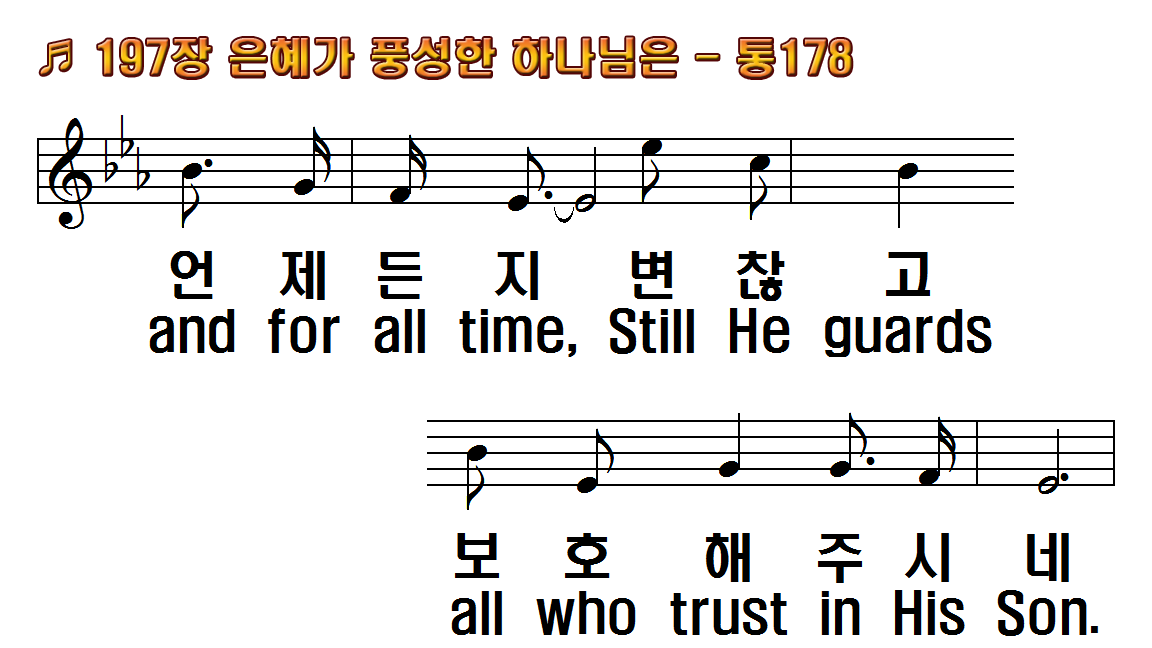 ♬ 197장 은혜가 풍성한 하나님은 - 통178
언 제 든 지 변 찮 고
and for all time, Still He guards
보 호 해 주 시 네
all who trust in His Son.